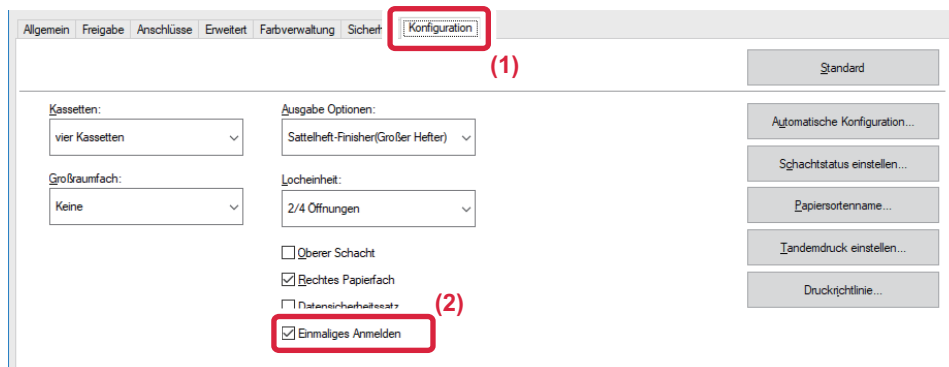 Allgemein Freigabe Anschlüsse Erweitert Farbverwaltung Konfiguration
(1)
Standard
Kassetten:
vier Kassetten
Ausgabe Optionen:
Sattelheft-Finisher(Großer Hefter)
Automatische Konfiguration...
Schachtstatus einstellen...
Großraumfach:
Keine
Locheinheit:
2/4 Öffnungen
Papiersortenname...
Tandemdruck einstellen...
Oberer Schacht
Rechtes Papierfach
Druckrichtlinie...
Datensicherheitssatz
(2)
Einmaliges Anmelden